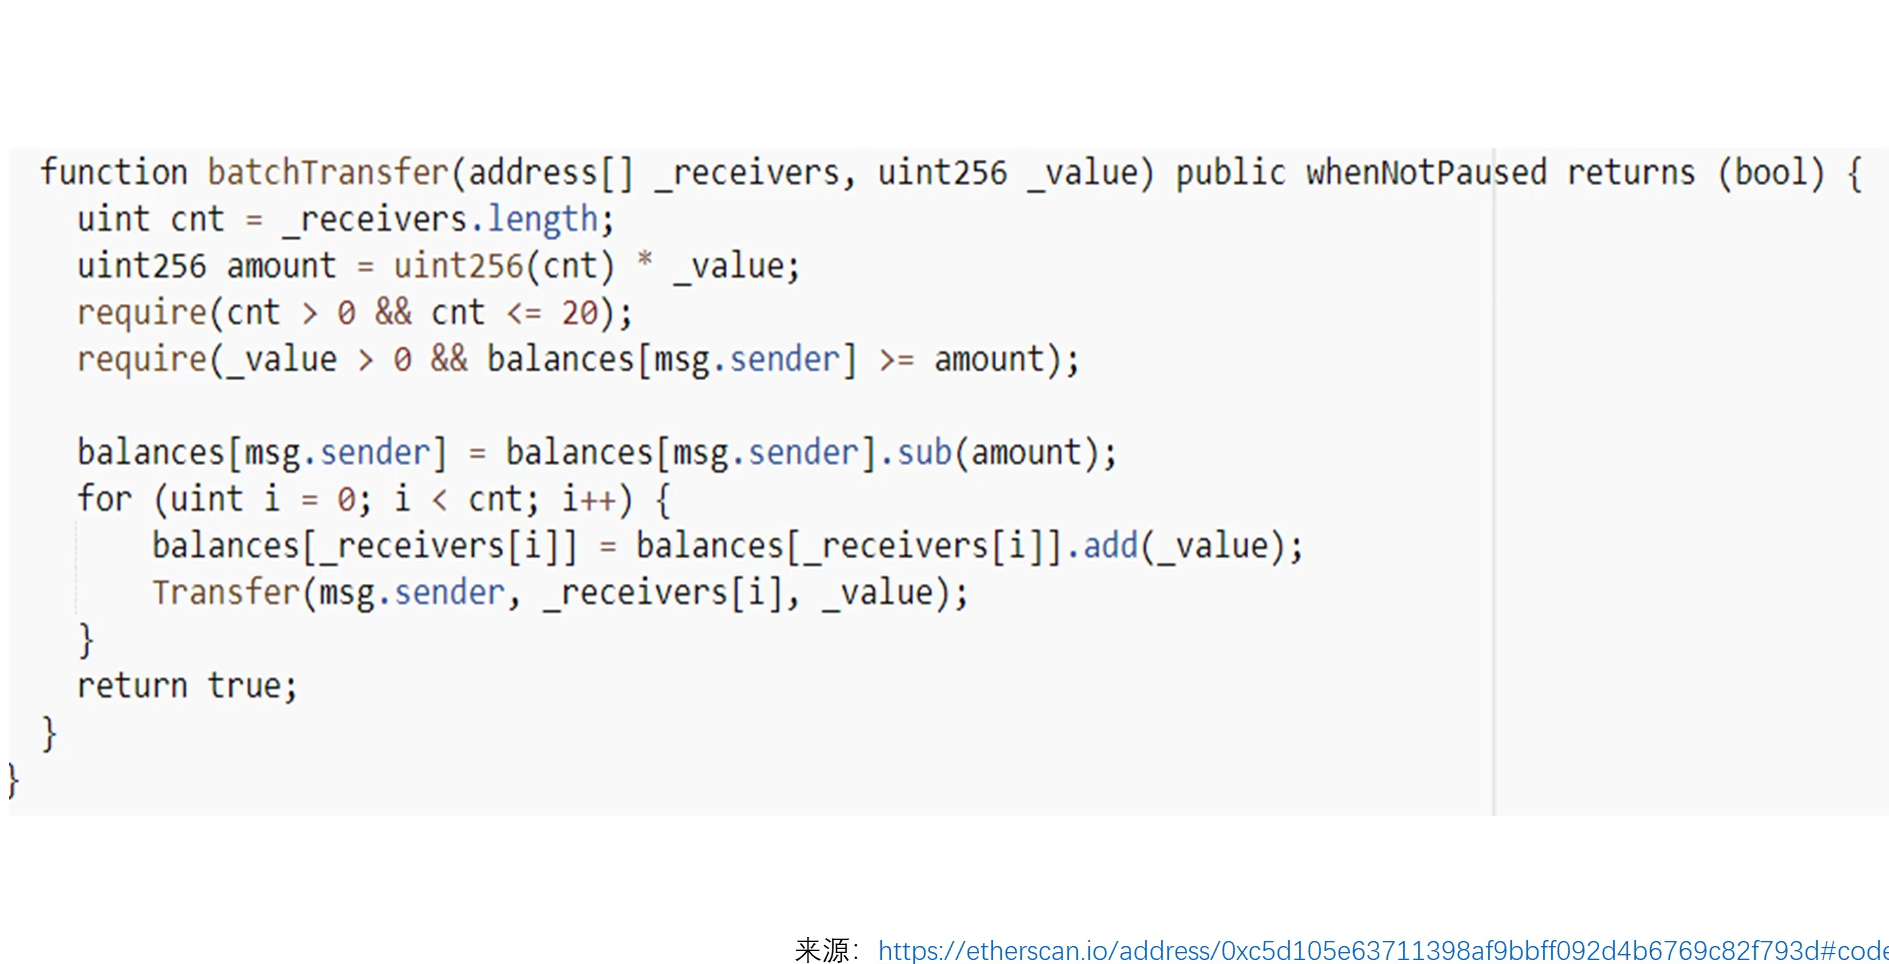 function batchTransfer(address[] _receivers, uint256 _value) public whenNotPaused returns (bool) {
uint cnt = _receivers.length;
uint256 amount = uint256(cnt) * _value;
require(cnt > 0 && cnt <= 20);
require(_value > 0 && balances[msg.sender] >= amount);
balances[msg.sender] = balances[msg.sender].sub(amount);
for (uint i = 0; i < cnt; i++) {
balances[_receivers[i]] = balances[_receivers[i]].add(_value);
Transfer(msg.sender, _receivers[i], _value);
}
return true;
}
}
来源：https://etherscan.io/address/0xc5d105e63711398af9bbff092d4b6769c82f793d#code